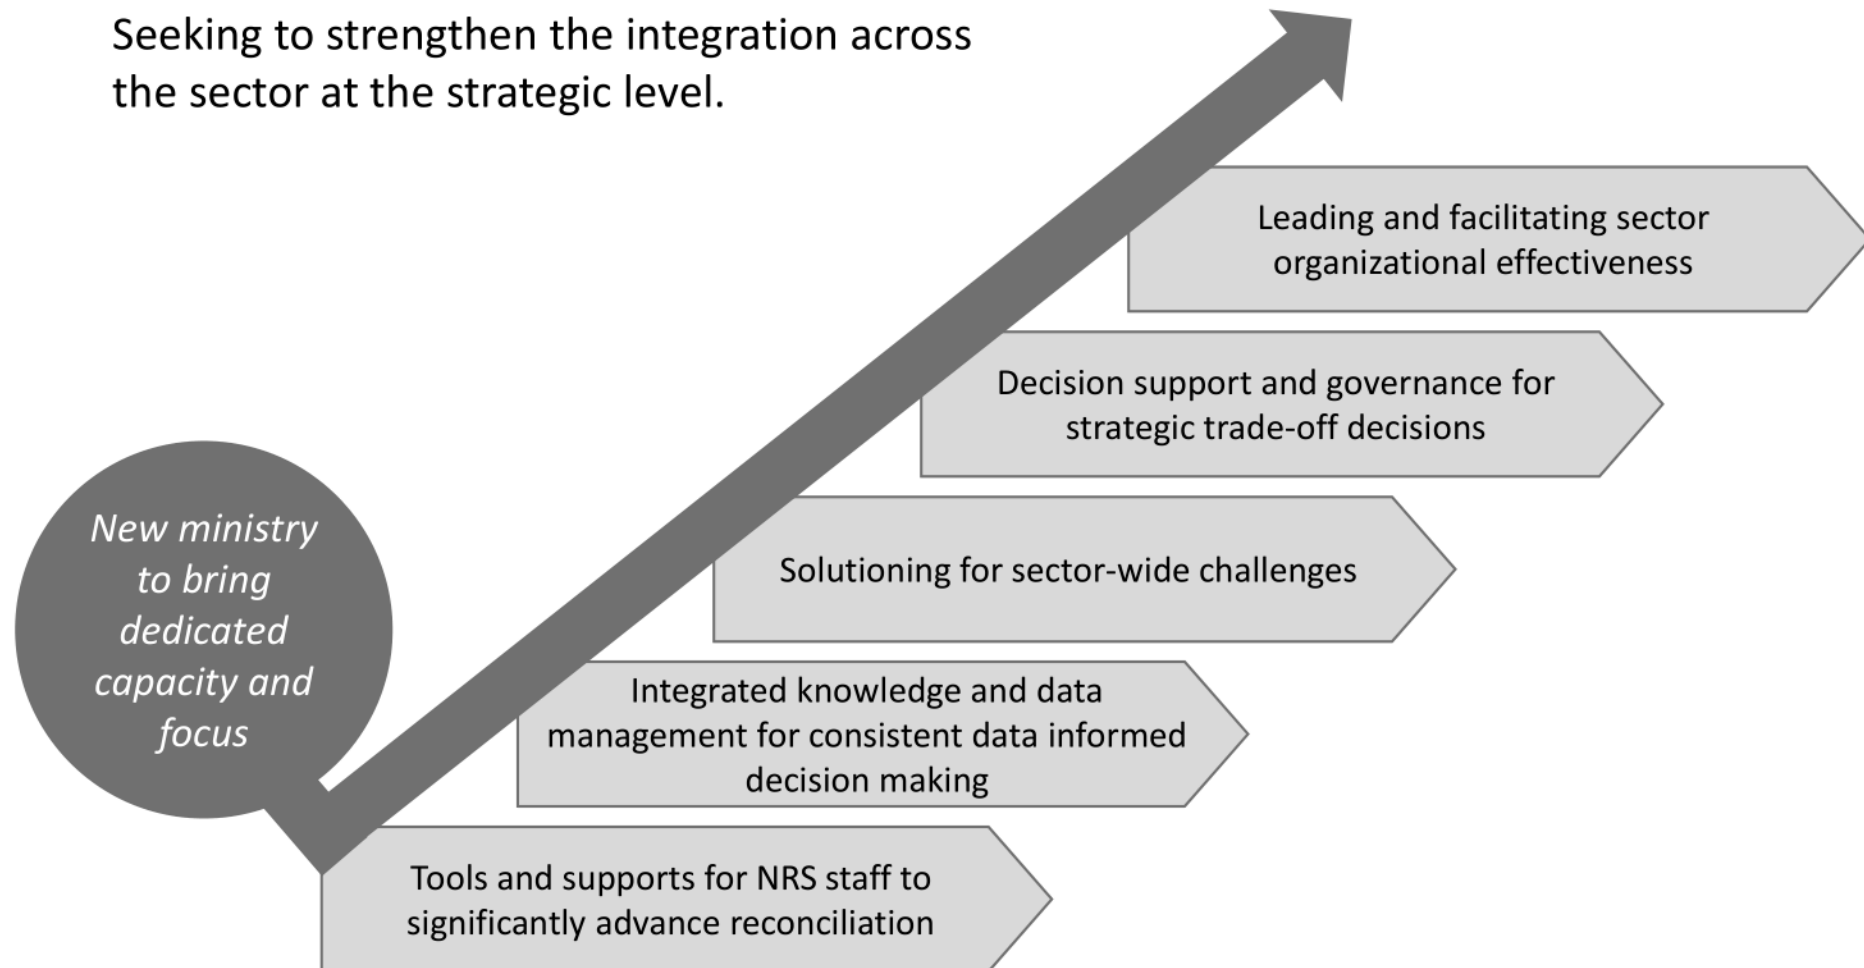 Seeking to strengthen the integration across
the sector at the strategic level.
Leading and facilitating sector
organizational effectiveness
Decision support and governance for
strategic trade-off decisions
New ministry
to bring
dedicated
capacity and
focus
Solutioning for sector-wide challenges
Integrated knowledge and data
management for consistent data informed
decision making
Tools and supports for NRS staff to
significantly advance reconciliation